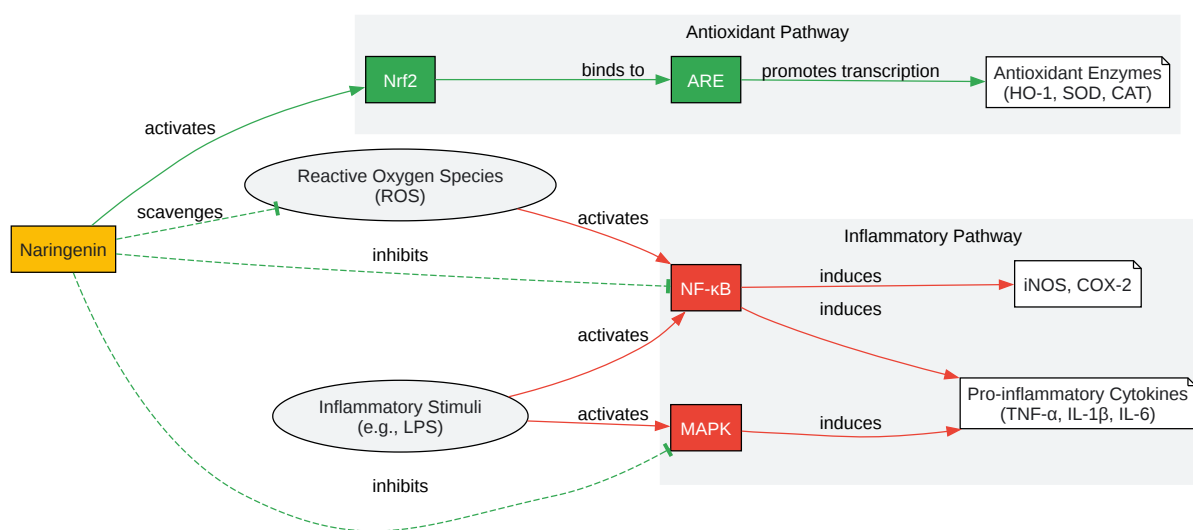 Antioxidant Pathway
Nrf2
binds to
ARE
promotes transcription
Antioxidant Enzymes
(HO-1, SOD, CAT)
activates
Reactive Oxygen Species
(ROS)
scavenges
Naringenin
inhibits
activates
Inflammatory Pathway
NF-κB
induces
iNOS, COX-2
induces
activates
Inflammatory Stimuli
(e.g., LPS)
activates
MAPK
induces
Pro-inflammatory Cytokines
(TNF-α, IL-1β, IL-6)
inhibits